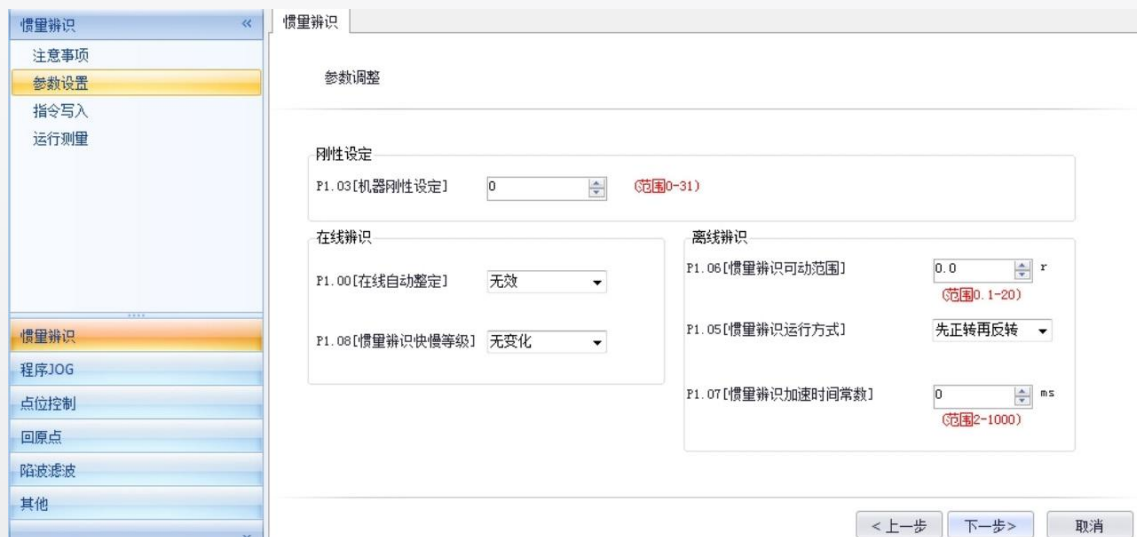 惯量辨识 «
注意事项
参数设置
指令写入
运行测量
惯量辨识
程序JOG
点位控制
回原点
陷波滤波
其他
惯量辨识
参数调整
刚性设定
P1.03[机器刚性设定] 0 (范围0-31)
在线辨识
P1.00[在线自动整定] 无效
P1.08[惯量辨识快慢等级] 无变化
离线辨识
P1.06[惯量辨识可动范围] 0.0 r
(范围0.1-20)
P1.05[惯量辨识运行方式] 先正转再反转
P1.07[惯量辨识加速时间常数] 0 ms
(范围2-1000)
<上一步 下一步> 取消